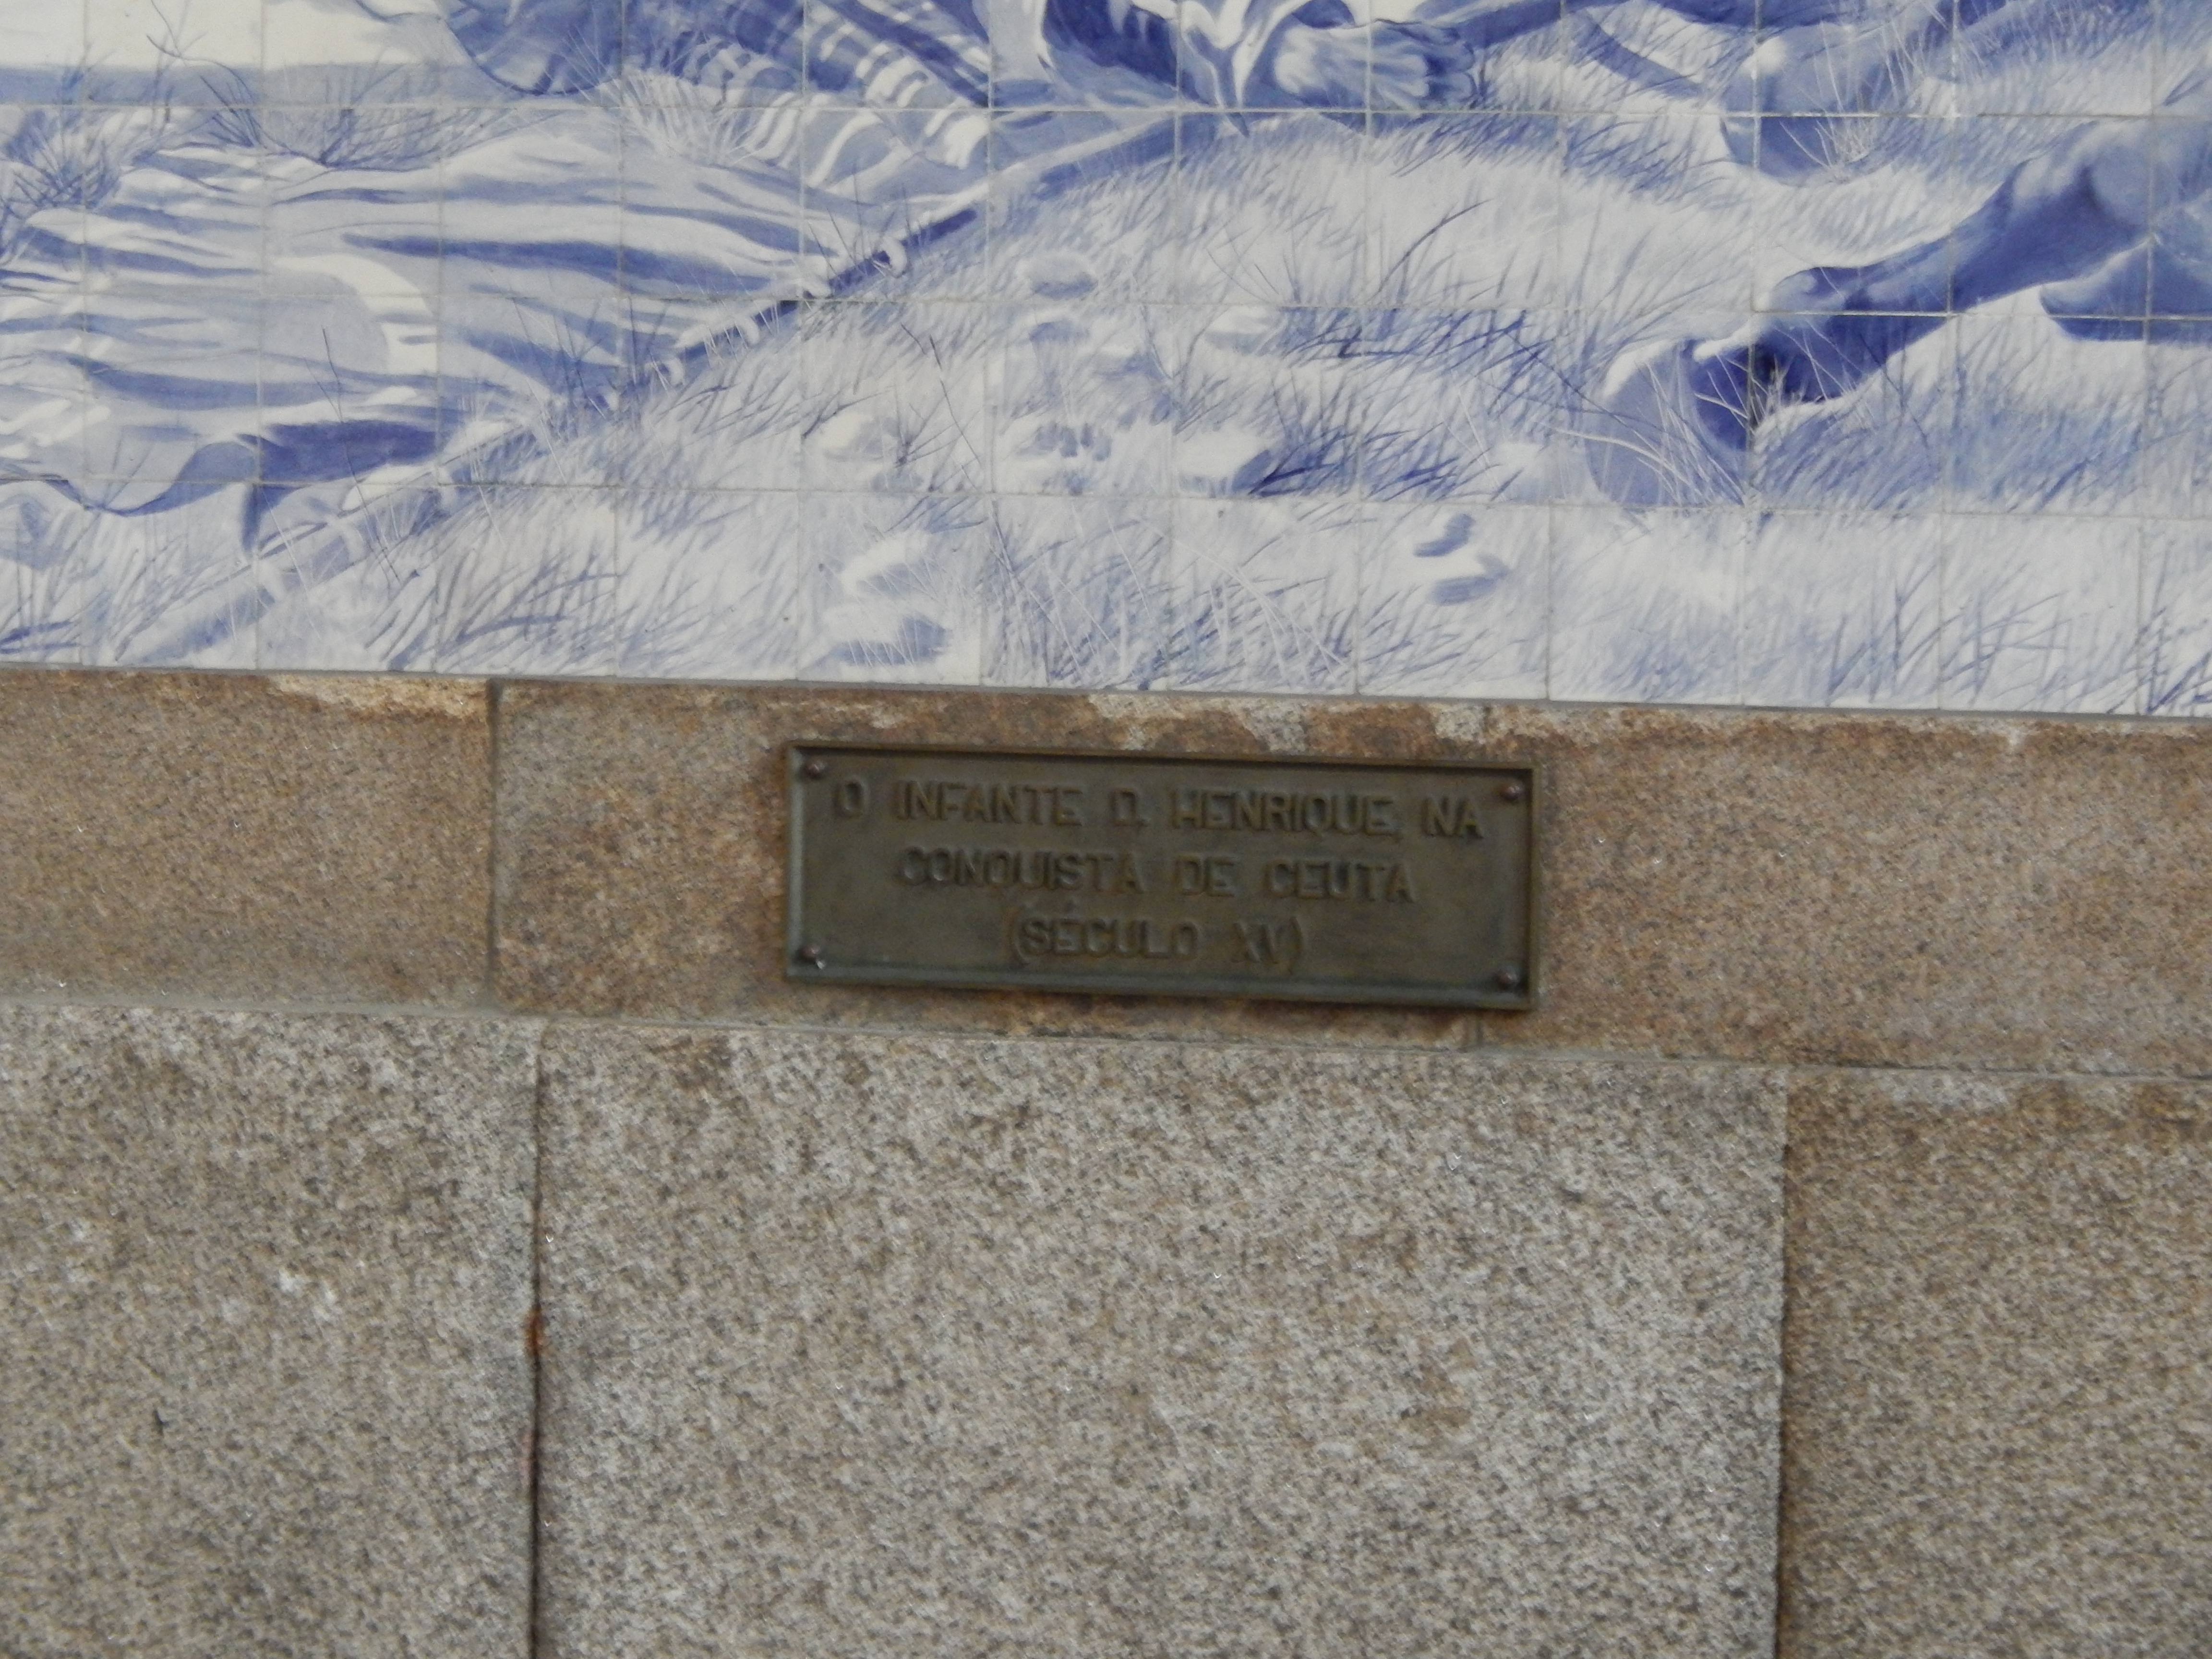 O INFANTE D. HENRIQUE, NA
CONQUISTA DE CEUTA
(SÉCULO XV)